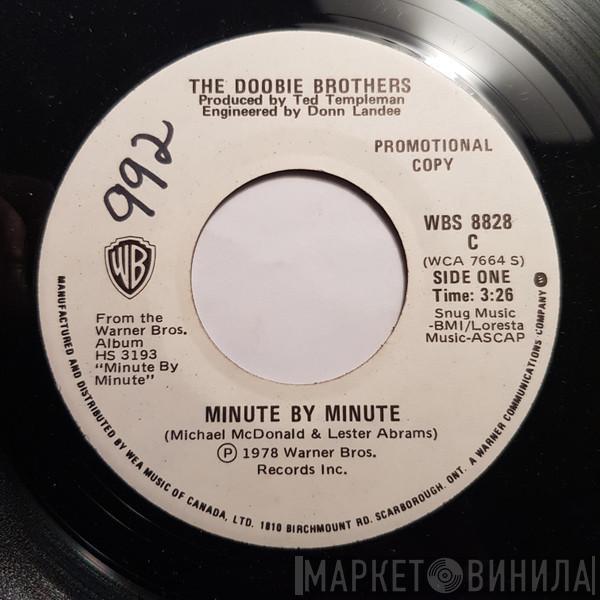 THE DOOBIE BROTHERS
Produced by Ted Templeman
Engineered by Donn Landee
992
PROMOTIONAL
COPY
WB
WBS 8828
C
(WCA 7664 S)
SIDE ONE
Time: 3:26
Snug Music
-BMI/Loresta
Music-ASCAP
From the
Warner Bros.
Album
HS 3193
"Minute By
Minute"
MINUTE BY MINUTE
(Michael McDonald & Lester Abrams)
Ⓟ 1978 Warner Bros.
Records Inc.
MANUFACTURED AND DISTRIBUTED BY WEA MUSIC OF CANADA, LTD. 1810 BIRCHMOUNT RD. SCARBOROUGH, ONT. A WARNER COMMUNICATIONS COMPANY
МАРКЕТ ВИНИЛА